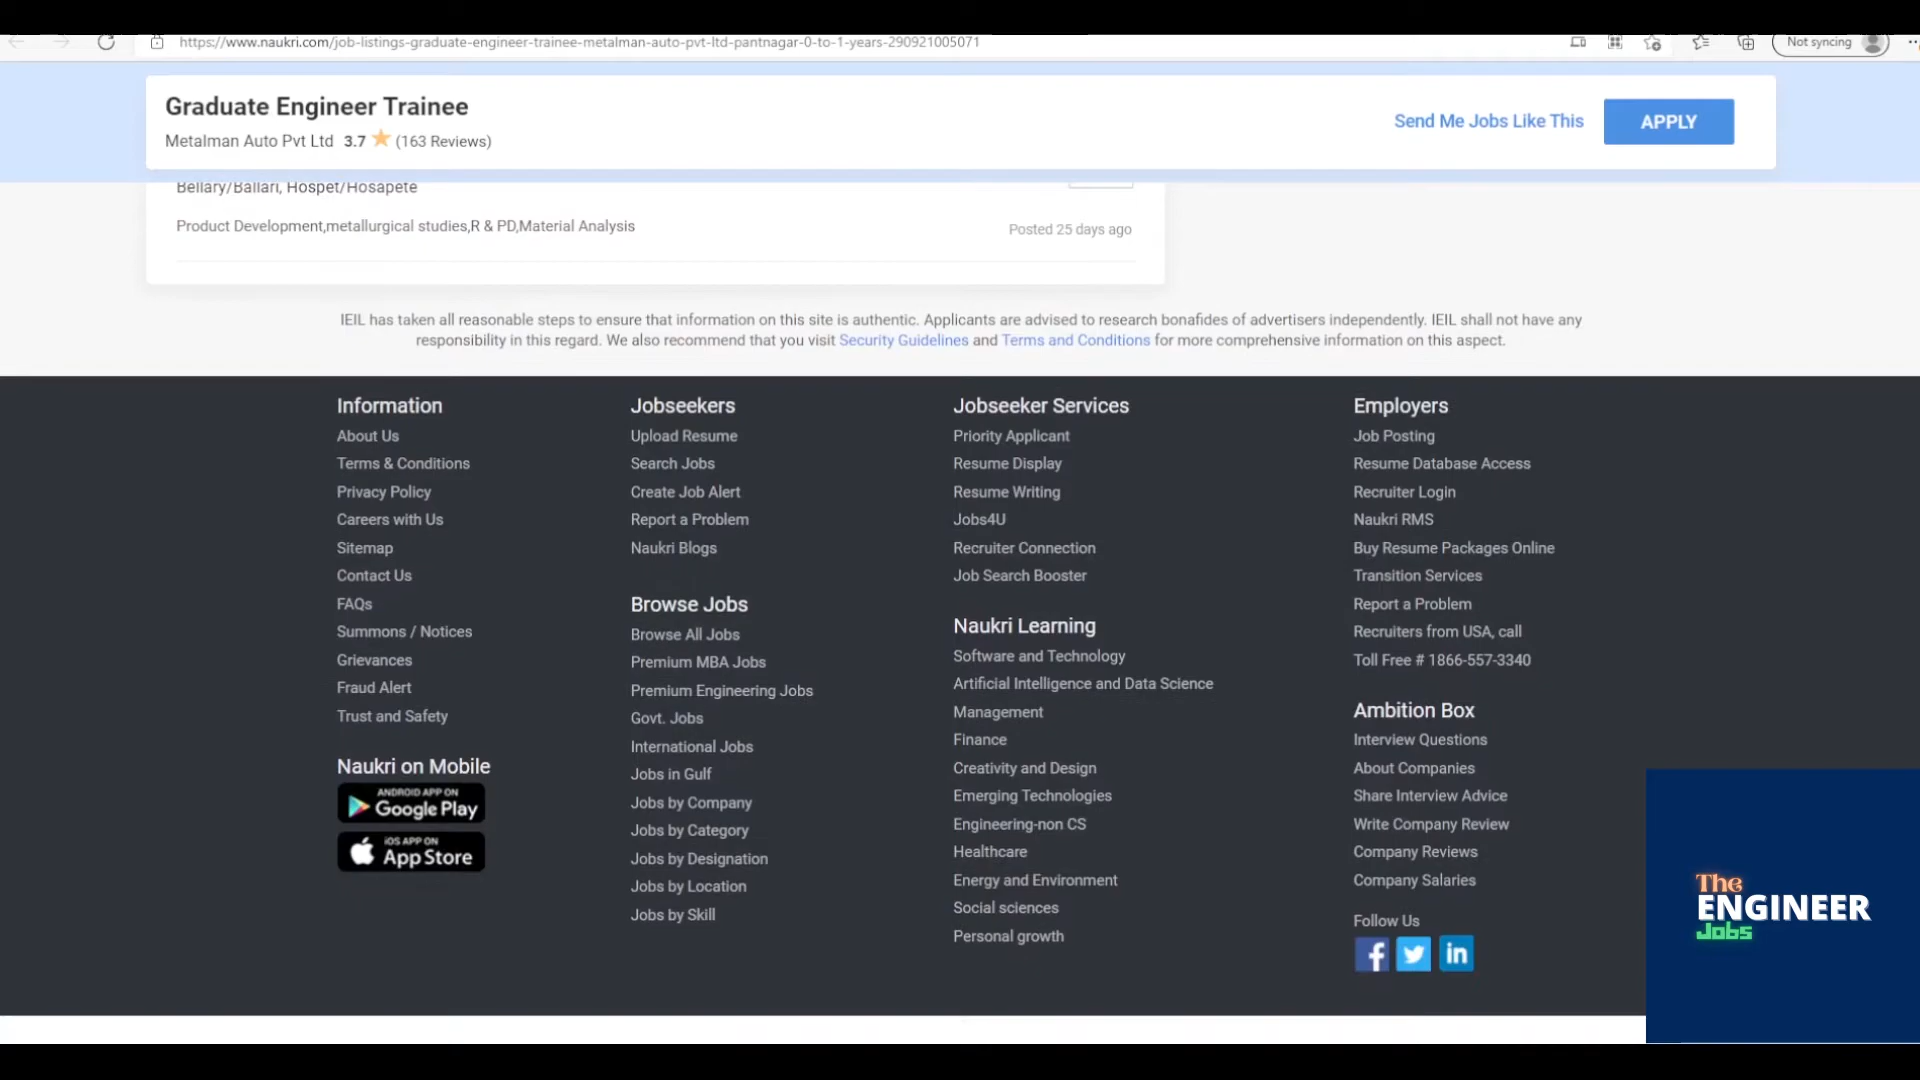 https://www.naukri.com/job-listings-graduate-engineer-trainee-metalman-auto-pvt-ltd-pantnagar-0-to-1-years-290921005071
Not syncing
Graduate Engineer Trainee
Metalman Auto Pvt Ltd 3.7 (163 Reviews)
Send Me Jobs Like This
APPLY
Bellary/Ballari, Hospet/Hosapete
Product Development,metallurgical studies,R & PD,Material Analysis
Posted 25 days ago
IEIL has taken all reasonable steps to ensure that information on this site is authentic. Applicants are advised to research bonafides of advertisers independently. IEIL shall not have any
responsibility in this regard. We also recommend that you visit Security Guidelines and Terms and Conditions for more comprehensive information on this aspect.
Information
About Us
Terms & Conditions
Privacy Policy
Careers with Us
Sitemap
Contact Us
FAQs
Summons / Notices
Grievances
Fraud Alert
Trust and Safety
Naukri on Mobile
ANDROID APP ON
Google Play
iOS APP ON
App Store
Jobseekers
Upload Resume
Search Jobs
Create Job Alert
Report a Problem
Naukri Blogs
Browse Jobs
Browse All Jobs
Premium MBA Jobs
Premium Engineering Jobs
Govt. Jobs
International Jobs
Jobs in Gulf
Jobs by Company
Jobs by Category
Jobs by Designation
Jobs by Location
Jobs by Skill
Jobseeker Services
Priority Applicant
Resume Display
Resume Writing
Jobs4U
Recruiter Connection
Job Search Booster
Naukri Learning
Software and Technology
Artificial Intelligence and Data Science
Management
Finance
Creativity and Design
Emerging Technologies
Engineering-non CS
Healthcare
Energy and Environment
Social sciences
Personal growth
Employers
Job Posting
Resume Database Access
Recruiter Login
Naukri RMS
Buy Resume Packages Online
Transition Services
Report a Problem
Recruiters from USA, call
Toll Free # 1866-557-3340
Ambition Box
Interview Questions
About Companies
Share Interview Advice
Write Company Review
Company Reviews
Company Salaries
Follow Us
The
ENGINEER
Jobs